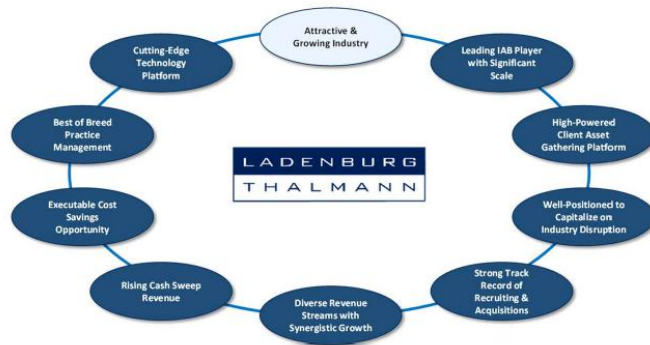 Attractive &
Growing Industry
Leading IAB Player
with Significant
Scale
High-Powered
Client Asset
Gathering Platform
Well-Positioned to
Capitalize on
Industry Disruption
Strong Track
Record of
Recruiting &
Acquisitions
Diverse Revenue
Streams with
Synergistic Growth
Rising Cash Sweep
Revenue
Executable Cost
Savings
Opportunity
Best of Breed
Practice
Management
Cutting-Edge
Technology
Platform
LADENBURG
THALMANN